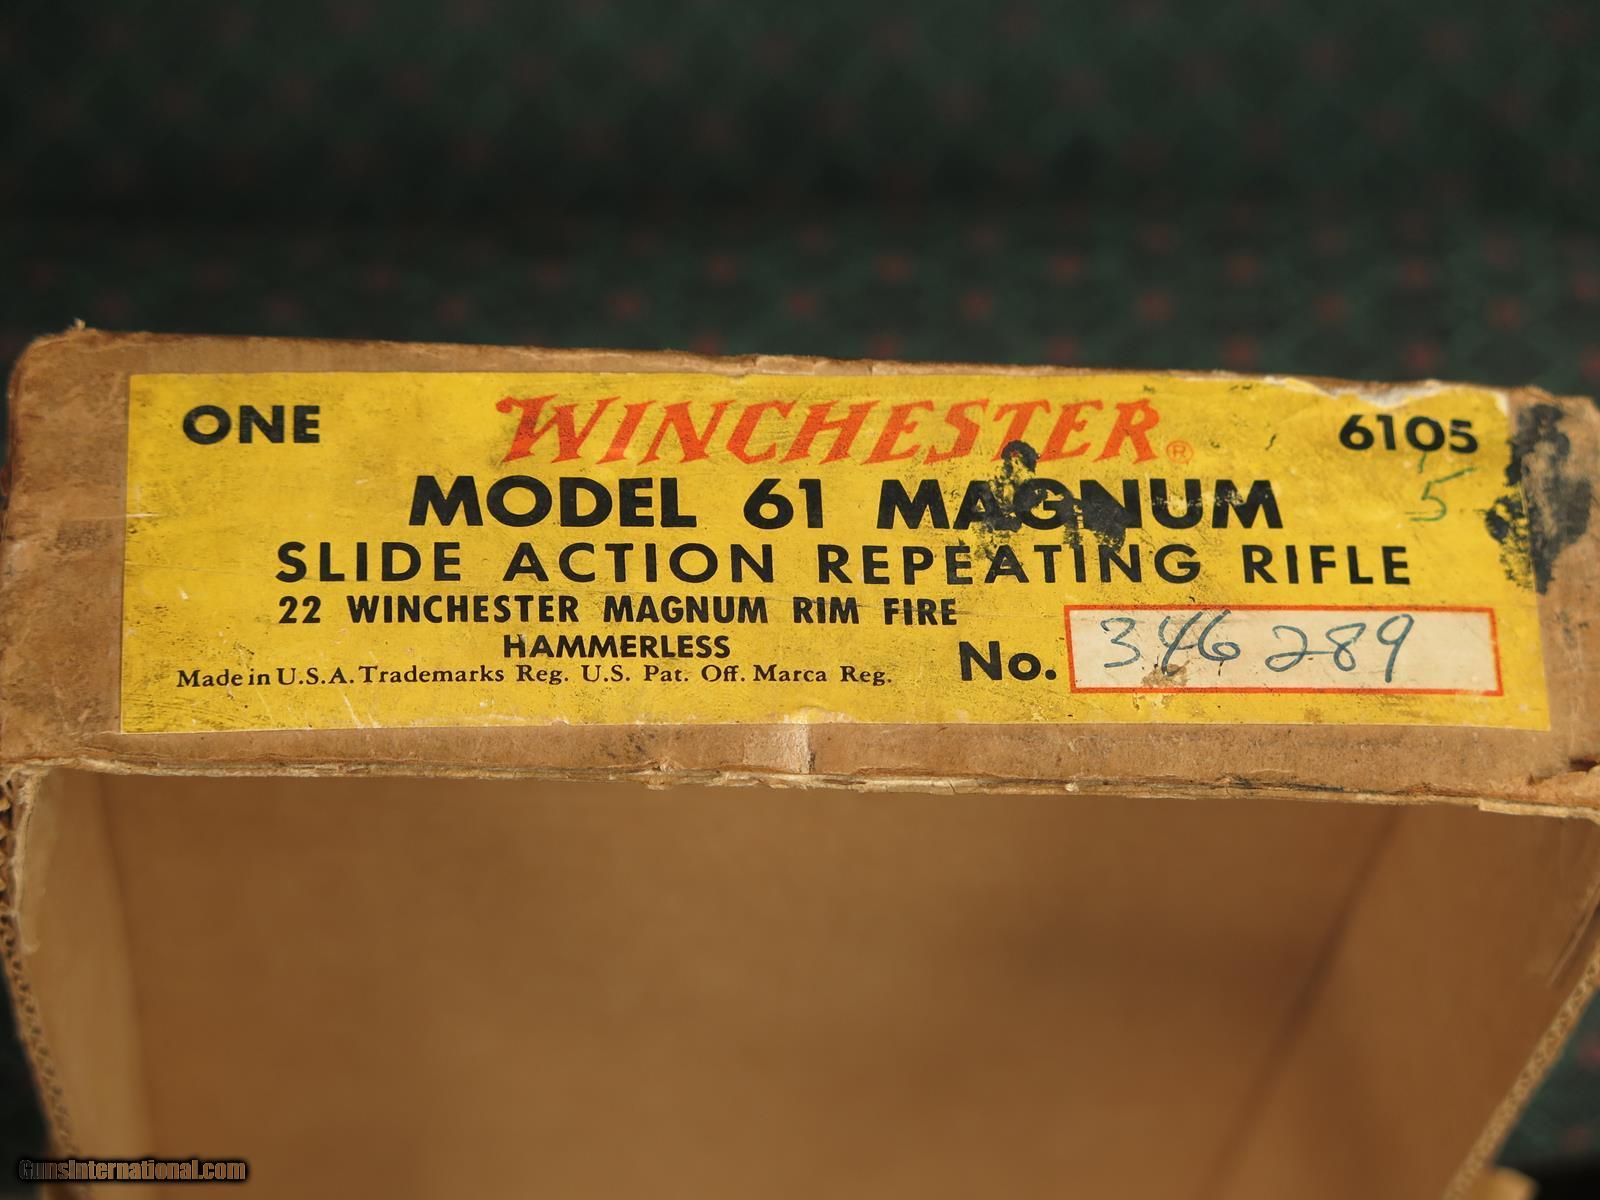 ONE WINCHESTER® 6105
5
MODEL 61 MAGNUM
SLIDE ACTION REPEATING RIFLE
22 WINCHESTER MAGNUM RIM FIRE
HAMMERLESS
No. 346289
Made in U.S.A. Trademarks Reg. U.S. Pat. Off. Marca Reg.
GunsInternational.com